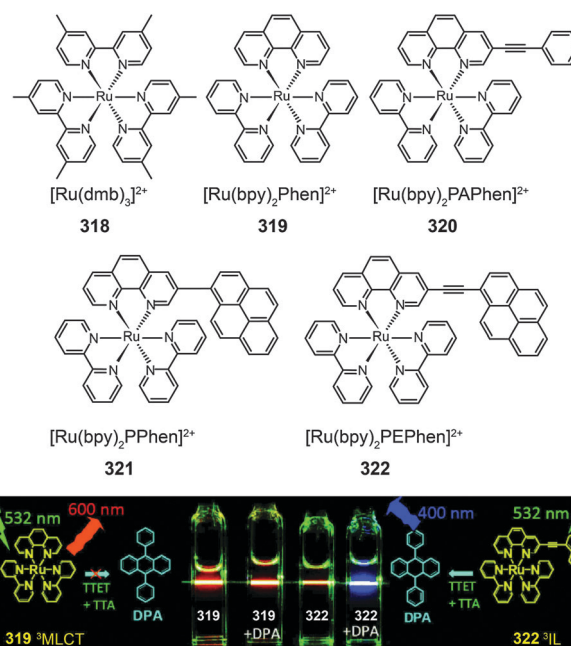 [Ru(dmb)₃]²⁺ [Ru(bpy)₂Phen]²⁺ [Ru(bpy)₂PAPhen]²⁺
318 319 320
[Ru(bpy)₂PPhen]²⁺ [Ru(bpy)₂PEPhen]²⁺
321 322
532 nm 600 nm 400 nm 532 nm
TTET + TTA
DPA
319 ³MLCT
319
319 +DPA
322
322 +DPA
DPA
TTET + TTA
322 ³IL
N N N N N N Ru